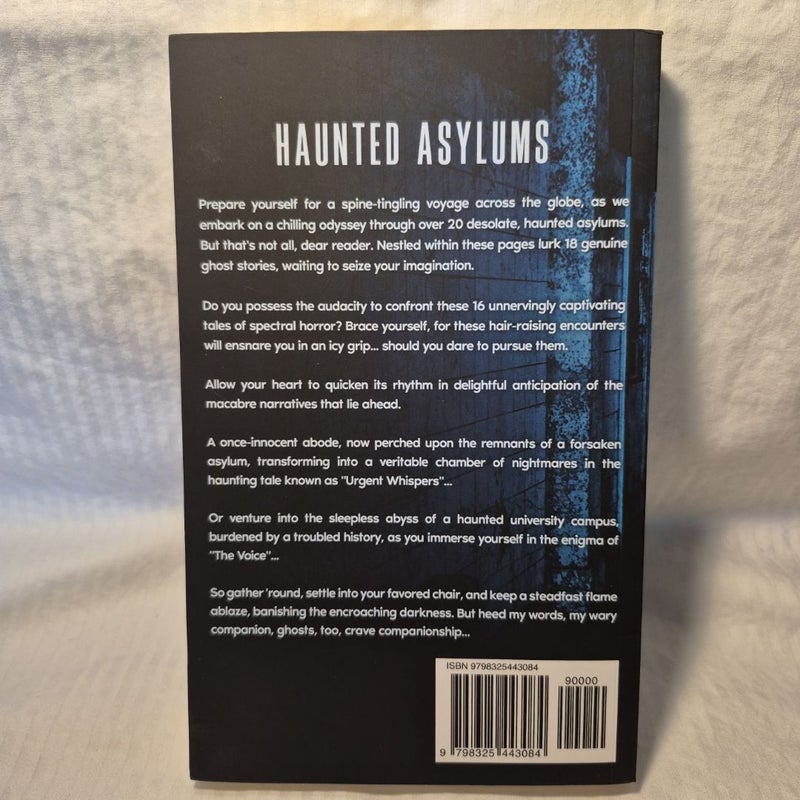 HAUNTED ASYLUMS
Prepare yourself for a spine-tingling voyage across the globe, as we
embark on a chilling odyssey through over 20 desolate, haunted asylums.
But that's not all, dear reader. Nestled within these pages lurk 18 genuine
ghost stories, waiting to seize your imagination.
Do you possess the audacity to confront these 16 unnervingly captivating
tales of spectral horror? Brace yourself, for these hair-raising encounters
will ensnare you in an icy grip... should you dare to pursue them.
Allow your heart to quicken its rhythm in delightful anticipation of the
macabre narratives that lie ahead.
A once-innocent abode, now perched upon the remnants of a forsaken
asylum, transforming into a veritable chamber of nightmares in the
haunting tale known as "Urgent Whispers"...
Or venture into the sleepless abyss of a haunted university campus,
burdened by a troubled history, as you immerse yourself in the enigma of
"The Voice"...
So gather 'round, settle into your favored chair, and keep a steadfast flame
ablaze, banishing the encroaching darkness. But heed my words, my wary
companion, ghosts, too, crave companionship...
ISBN 9798325443084
90000
9 798325 443084